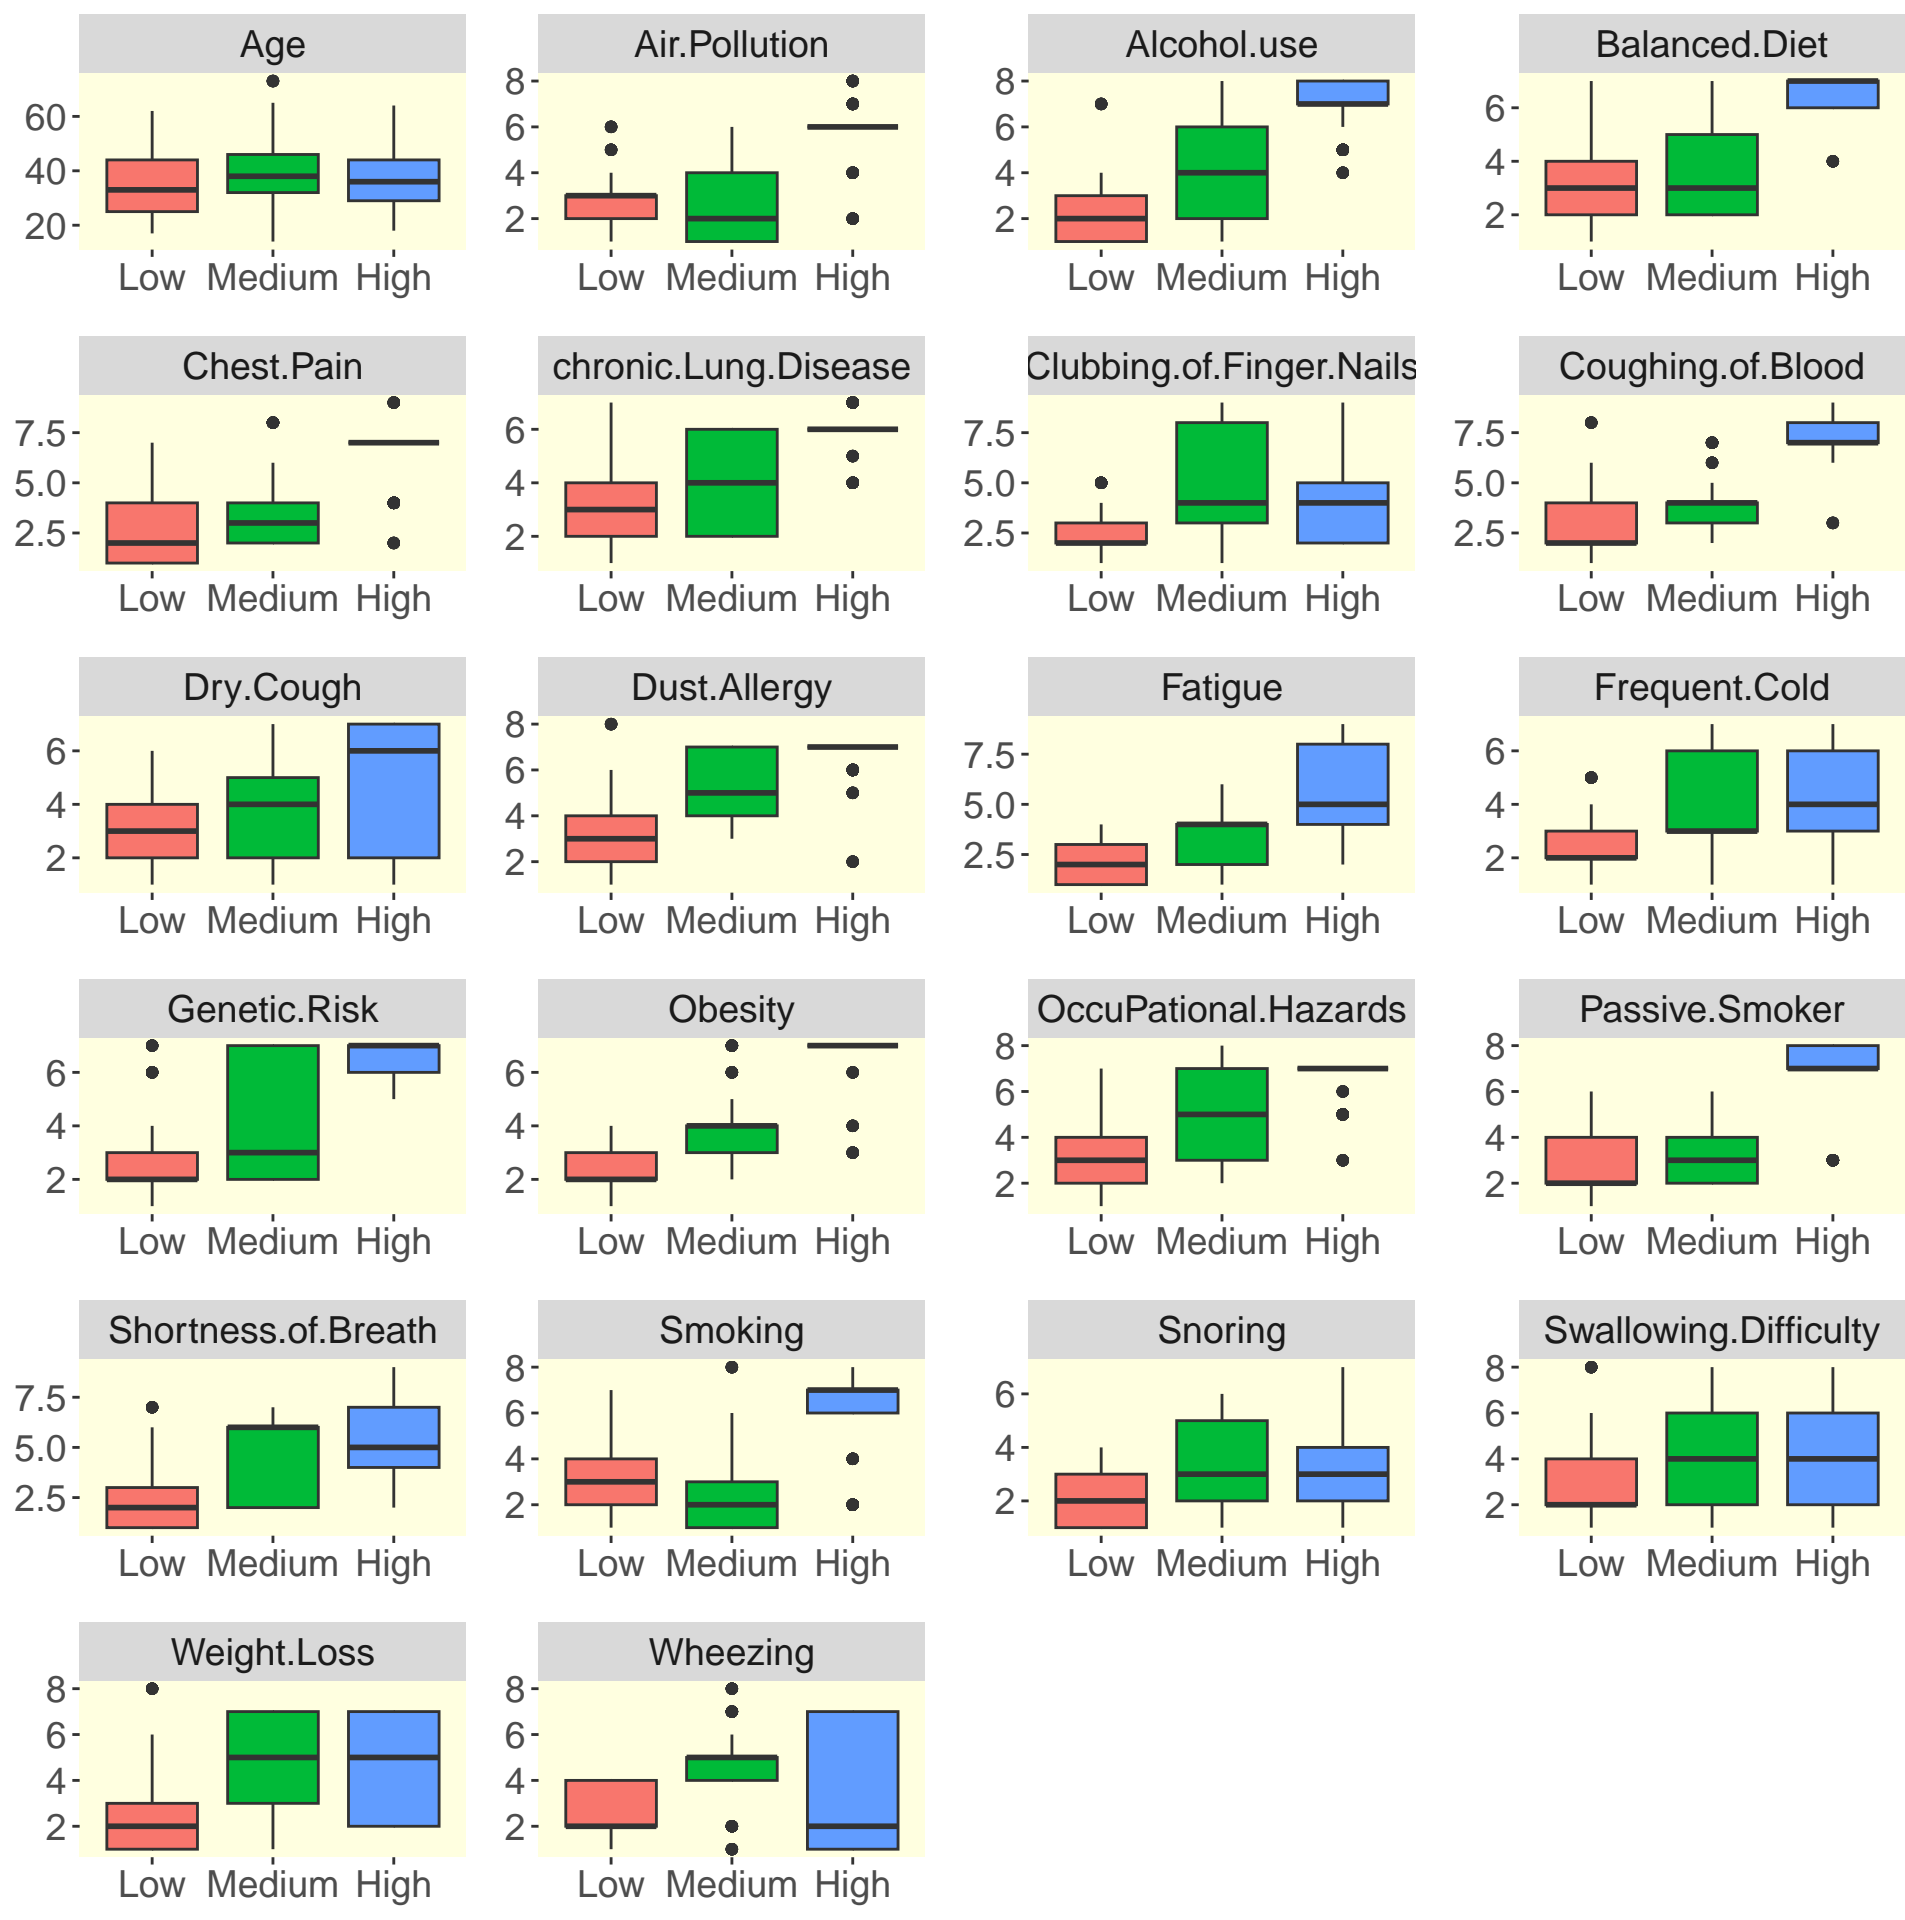 Age Air.Pollution Alcohol.use Balanced.Diet
60 8 8 6
40 6 6 4
20 4 4 2
2 2
Low Medium High Low Medium High Low Medium High Low Medium High
Chest.Pain chronic.Lung.Disease Clubbing.of.Finger.Nails Coughing.of.Blood
7.5 6 7.5 7.5
5.0 4 5.0 5.0
2.5 2 2.5 2.5
Low Medium High Low Medium High Low Medium High Low Medium High
Dry.Cough Dust.Allergy Fatigue Frequent.Cold
6 8 7.5 6
4 6 5.0 4
2 4 2.5 2
2
Low Medium High Low Medium High Low Medium High Low Medium High
Genetic.Risk Obesity OccuPational.Hazards Passive.Smoker
6 6 8 8
4 4 6 6
2 2 4 4
2 2
Low Medium High Low Medium High Low Medium High Low Medium High
Shortness.of.Breath Smoking Snoring Swallowing.Difficulty
7.5 8 6 8
5.0 6 4 6
2.5 4 2 4
2 2
Low Medium High Low Medium High Low Medium High Low Medium High
Weight.Loss Wheezing
8 8
6 6
4 4
2 2
Low Medium High Low Medium High